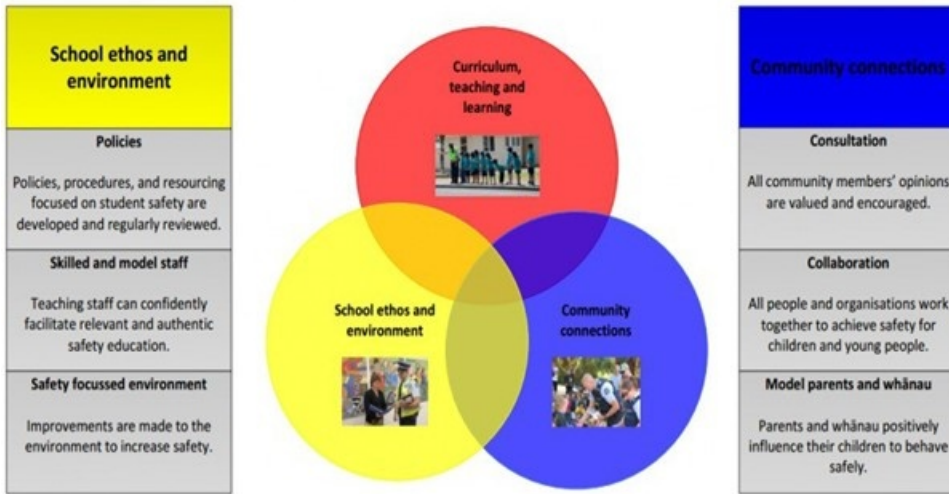 School ethos and
environment
Policies
Policies, procedures, and resourcing
focused on student safety are
developed and regularly reviewed.
Skilled and model staff
Teaching staff can confidently
facilitate relevant and authentic
safety education.
Safety focussed environment
Improvements are made to the
environment to increase safety.
Curriculum,
teaching and
learning
School ethos and
environment
Community
connections
Community connections
Consultation
All community members' opinions
are valued and encouraged.
Collaboration
All people and organisations work
together to achieve safety for
children and young people.
Model parents and whānau
Parents and whānau positively
influence their children to behave
safely.